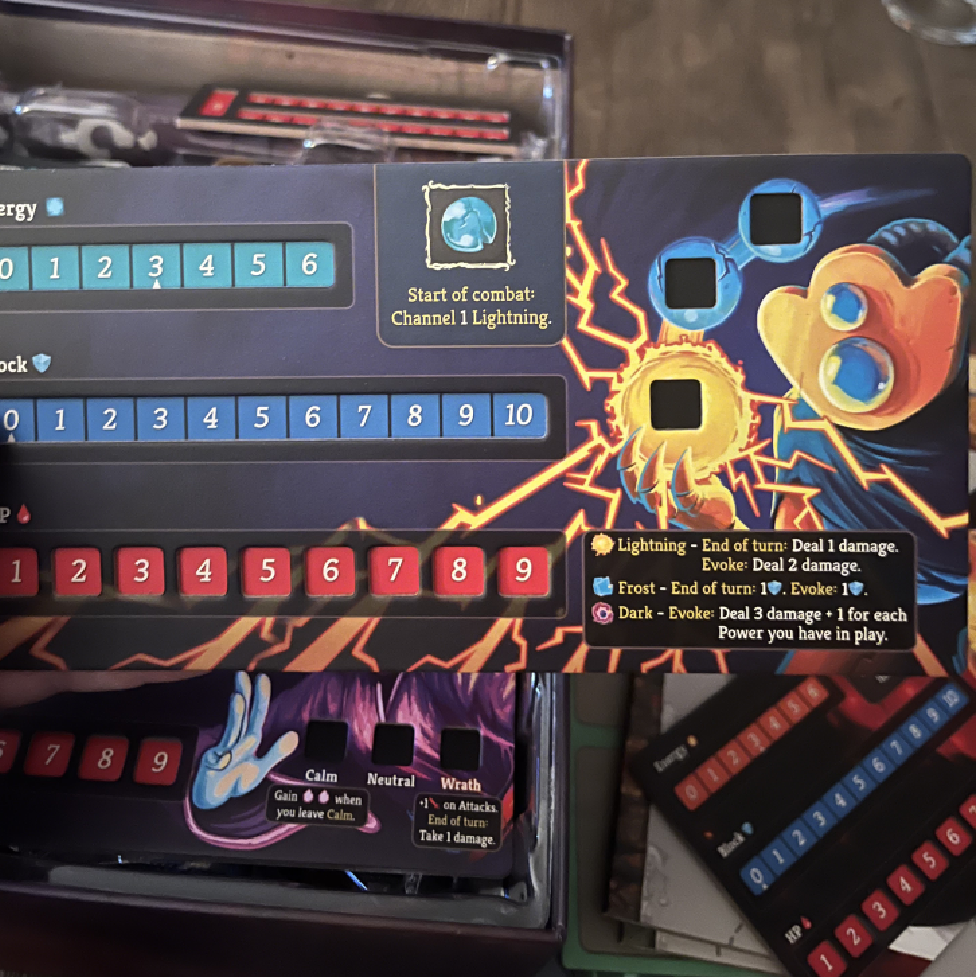 ergy
0 1 2 3 4 5 6
Start of combat:
Channel 1 Lightning.
ock
0 1 2 3 4 5 6 7 8 9 10
P
1 2 3 4 5 6 7 8 9
Lightning - End of turn: Deal 1 damage.
Evoke: Deal 2 damage.
Frost - End of turn: 1. Evoke: 1.
Dark - Evoke: Deal 3 damage + 1 for each
Power you have in play.
6 7 8 9
Calm
Gain when
you leave Calm.
Neutral
Wrath
+1 on Attacks.
End of turn:
Take 1 damage.
Energy
0 1 2 3 4 5 6
Block
0 1 2 3 4 5 6 7 8 9 10
HP
1 2 3 4 5 6